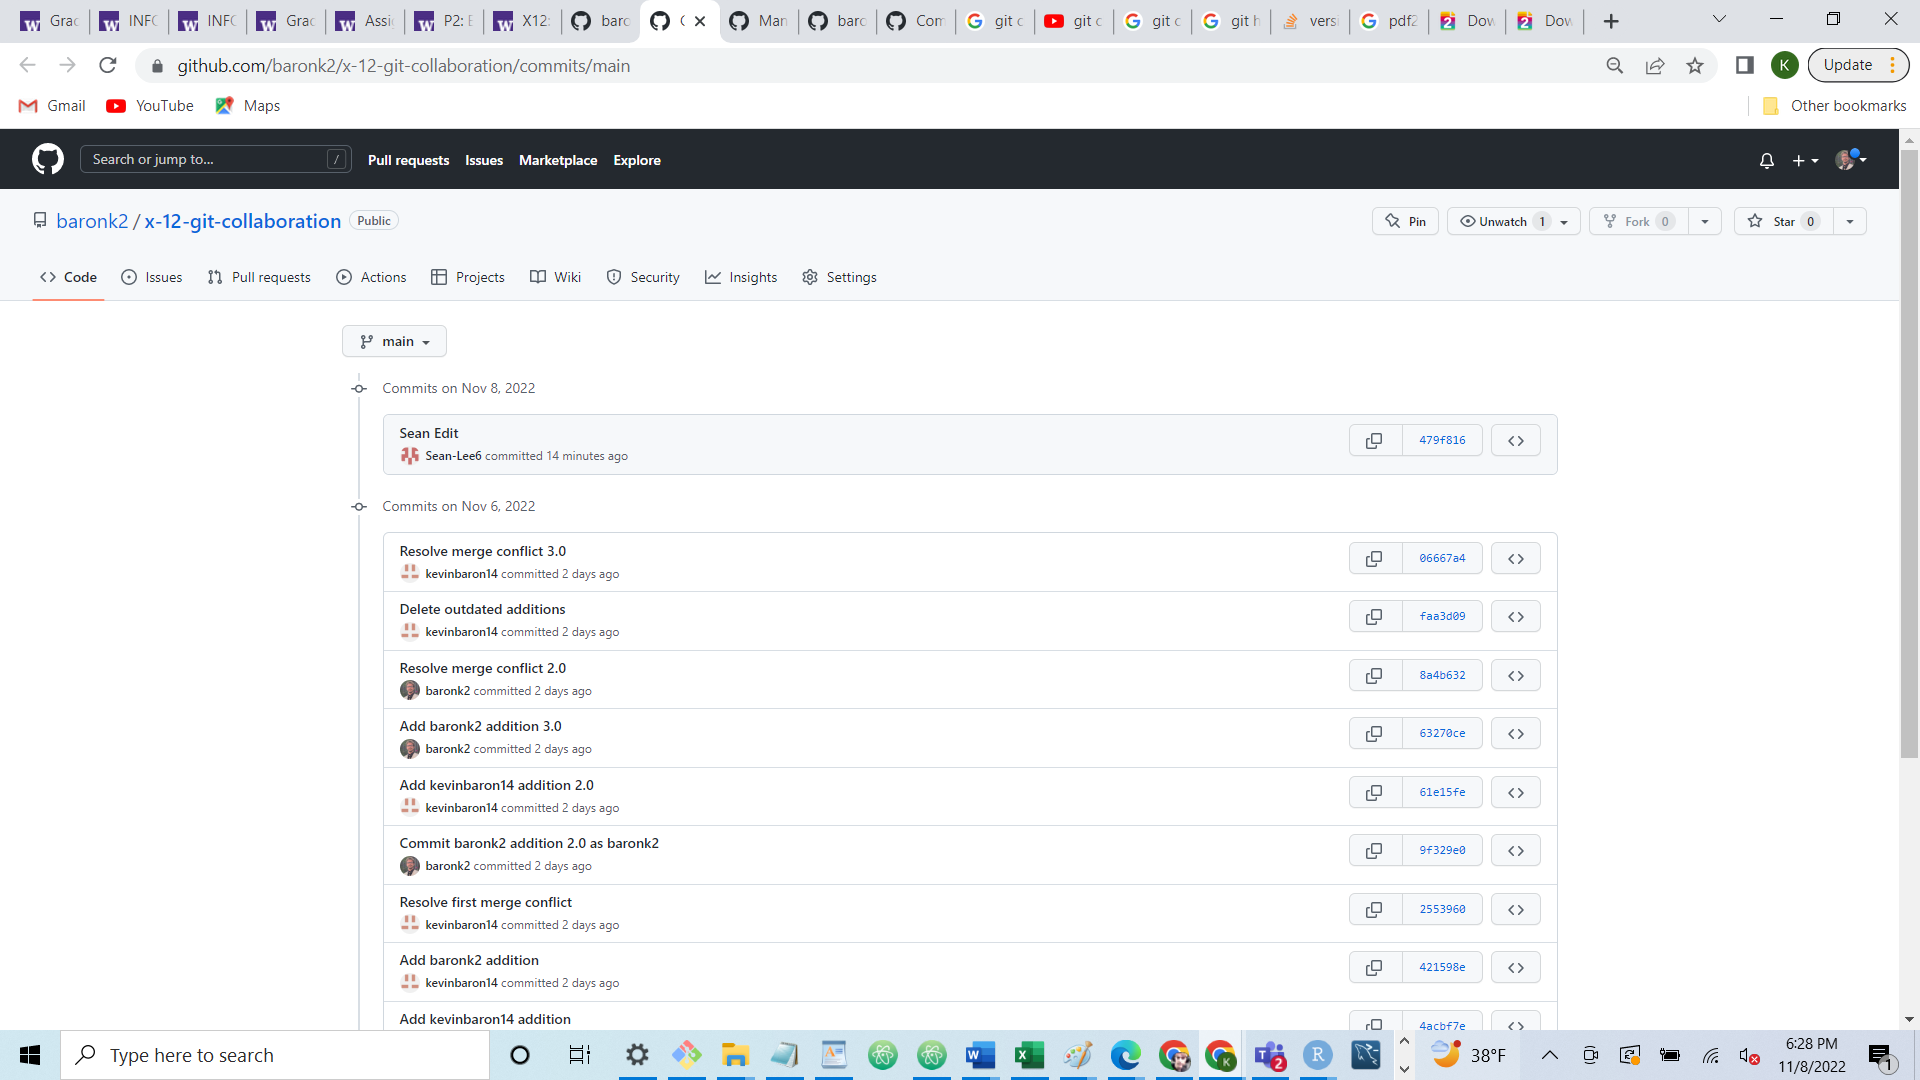 Grad
INFO
INFO
Grad
Assi
P2: E
X12:
baro
C
Man
baro
Com
git c
git c
git c
git h
versi
pdf2
Dow
Dow
github.com/baronk2/x-12-git-collaboration/commits/main
K
Update
Gmail
YouTube
Maps
Other bookmarks
Search or jump to...
/
Pull requests
Issues
Marketplace
Explore
baronk2 / x-12-git-collaboration
Public
Pin
Unwatch 1
Fork 0
Star 0
Code
Issues
Pull requests
Actions
Projects
Wiki
Security
Insights
Settings
main
Commits on Nov 8, 2022
Sean Edit
479f816
Sean-Lee6 committed 14 minutes ago
Commits on Nov 6, 2022
Resolve merge conflict 3.0
06667a4
kevinbaron14 committed 2 days ago
Delete outdated additions
faa3d09
kevinbaron14 committed 2 days ago
Resolve merge conflict 2.0
8a4b632
baronk2 committed 2 days ago
Add baronk2 addition 3.0
63270ce
baronk2 committed 2 days ago
Add kevinbaron14 addition 2.0
61e15fe
kevinbaron14 committed 2 days ago
Commit baronk2 addition 2.0 as baronk2
9f329e0
baronk2 committed 2 days ago
Resolve first merge conflict
2553960
kevinbaron14 committed 2 days ago
Add baronk2 addition
421598e
kevinbaron14 committed 2 days ago
Add kevinbaron14 addition
4acbf7e
Type here to search
38°F
6:28 PM
11/8/2022
1